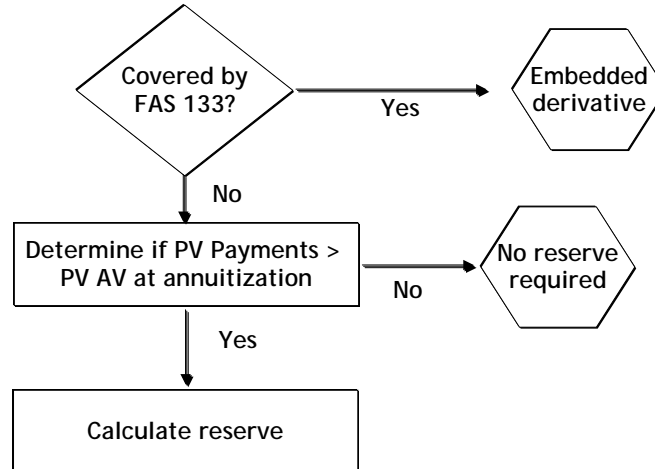 Covered by
FAS 133?
Yes
Embedded
derivative
No
Determine if PV Payments >
PV AV at annuitization
No
No reserve
required
Yes
Calculate reserve